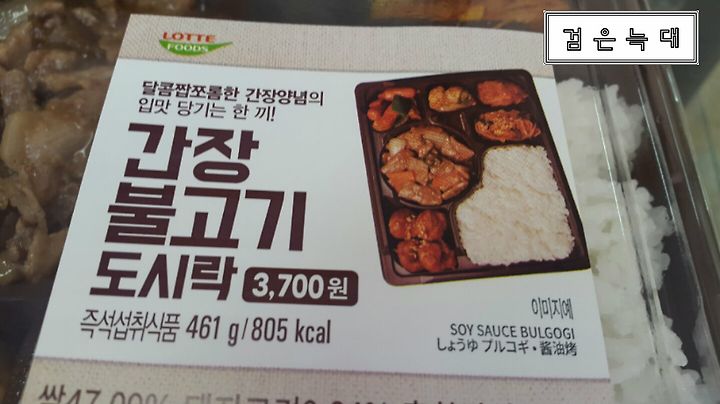 검은늑대
LOTTE
FOODS
달콤짭쪼롬한 간장양념의
입맛 당기는 한 끼!
간장
불고기
도시락 3,700원
즉석섭취식품 461 g/805 kcal
이미지예
SOY SAUCE BULGOGI
しょうゆ プルコギ・酱油烤